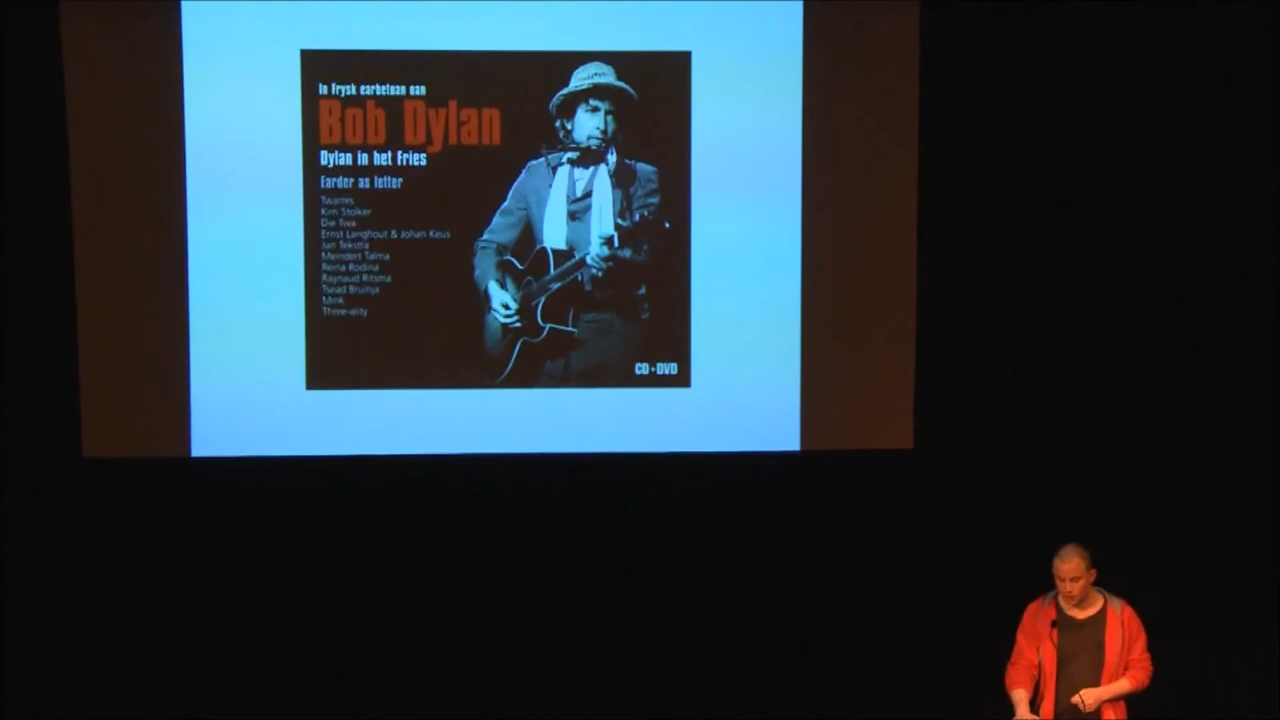 In Frysk earbetoan oan
Bob Dylan
Dylan in het Fries
Earder as letter
Twarres
Kim Stolker
Die Twa
Ernst Langhout & Johan Keus
Jan Tekstra
Meindert Talma
Reina Rodina
Raynaud Ritsma
Tsead Bruinja
Mink
Three-ality
CD+DVD